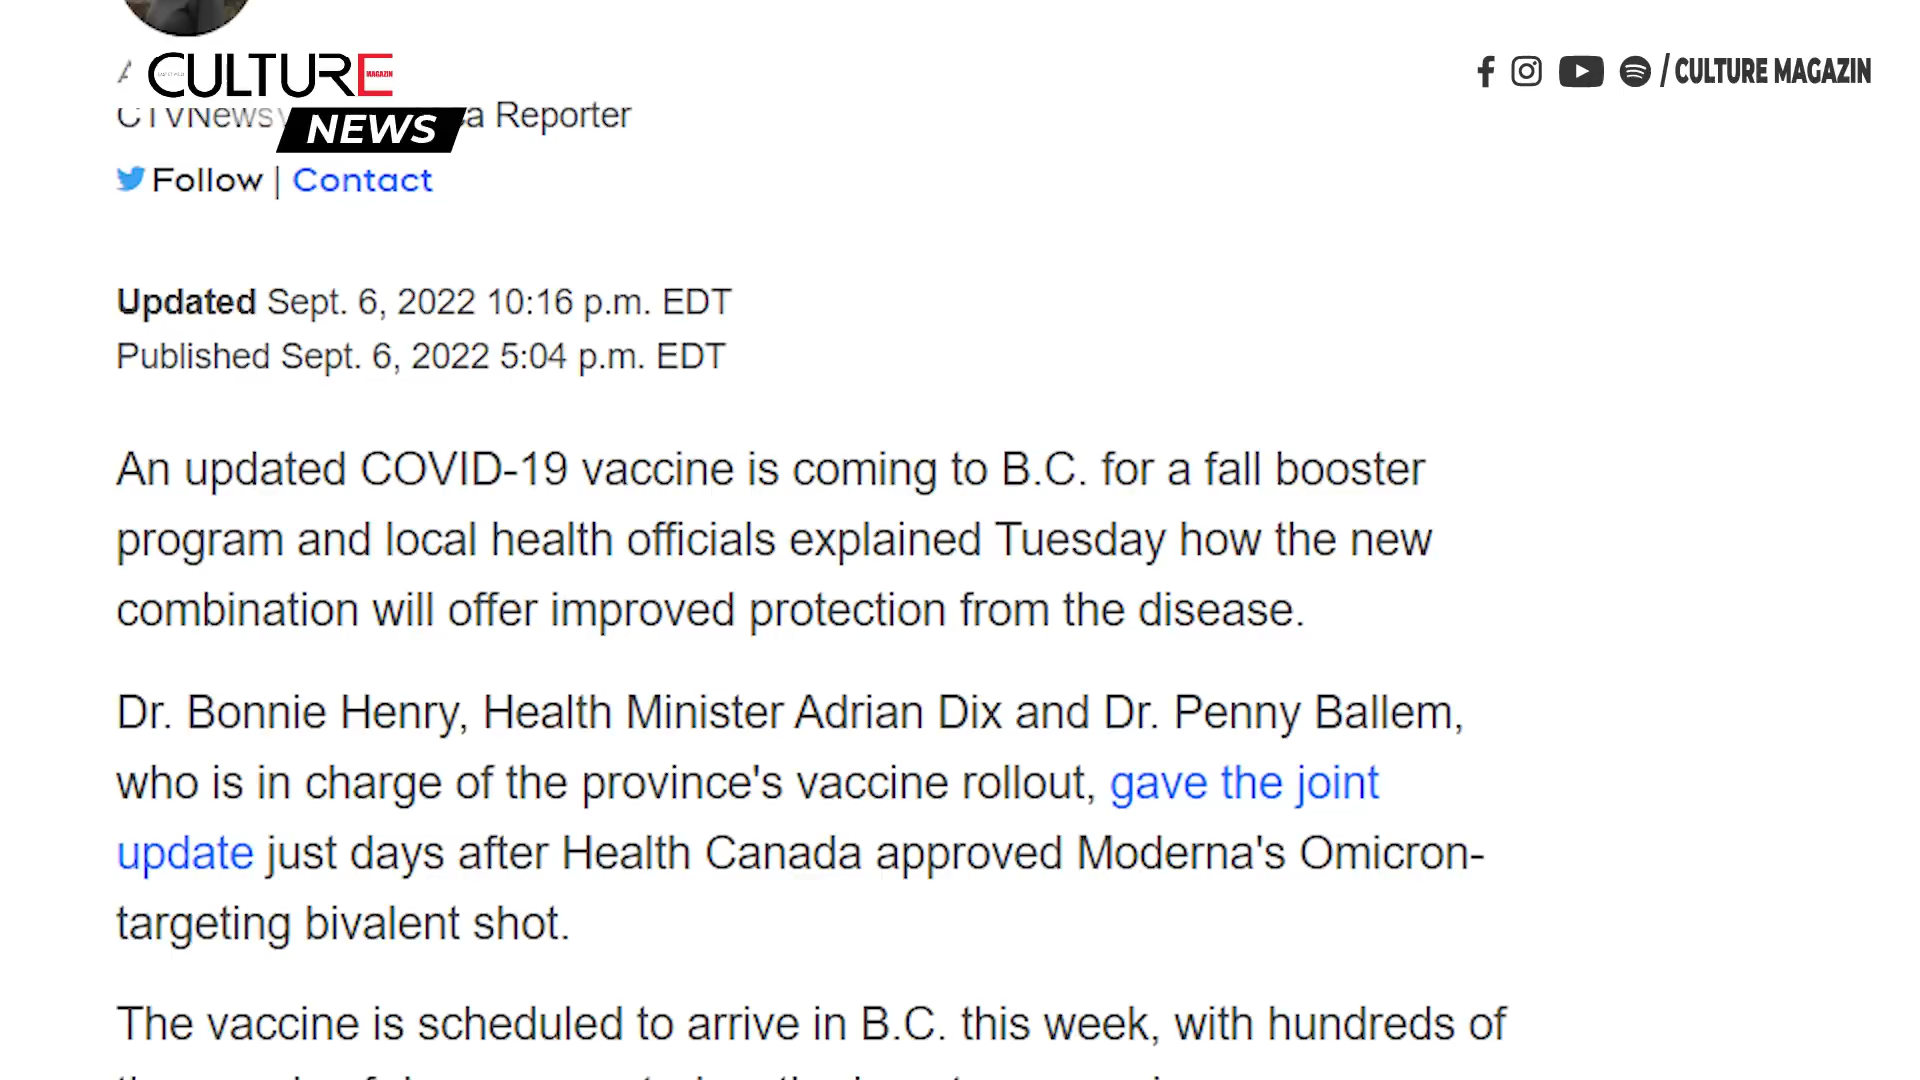 CULTURE
MAGAZIN
/ CULTURE MAGAZIN
CTVNews
Reporter
NEWS
Follow | Contact
Updated Sept. 6, 2022 10:16 p.m. EDT
Published Sept. 6, 2022 5:04 p.m. EDT
An updated COVID-19 vaccine is coming to B.C. for a fall booster
program and local health officials explained Tuesday how the new
combination will offer improved protection from the disease.
Dr. Bonnie Henry, Health Minister Adrian Dix and Dr. Penny Ballem,
who is in charge of the province's vaccine rollout, gave the joint
update just days after Health Canada approved Moderna's Omicron-
targeting bivalent shot.
The vaccine is scheduled to arrive in B.C. this week, with hundreds of